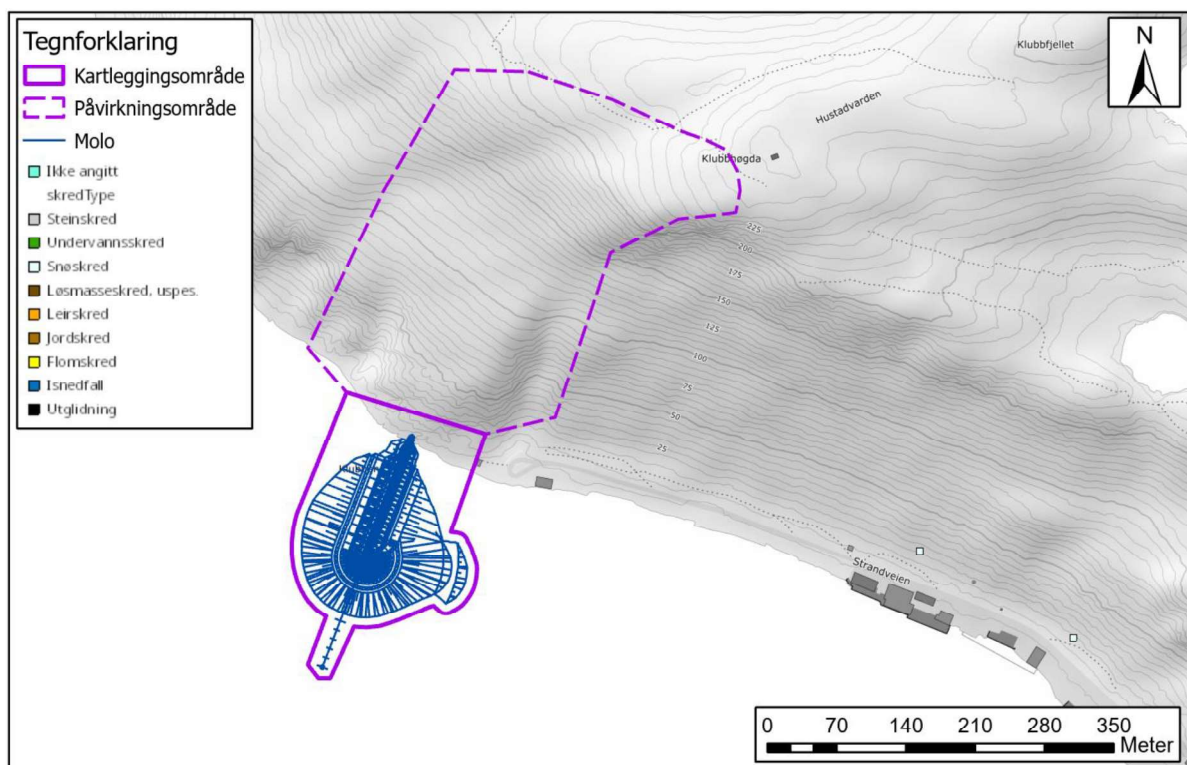 Tegnforklaring
Kartleggingsområde
Påvirkningsområde
Molo
Ikke angitt
skredType
Steinskred
Undervannsskred
Snøskred
Løsmasseskred, uspes.
Leirskred
Jordskred
Flomskred
Isnedfall
Utglidning
N
Klubbfjellet
Hustadvarden
Klubbhøgda
225
200
175
150
125
100
75
50
25
Strandveien
0 70 140 210 280 350
Meter